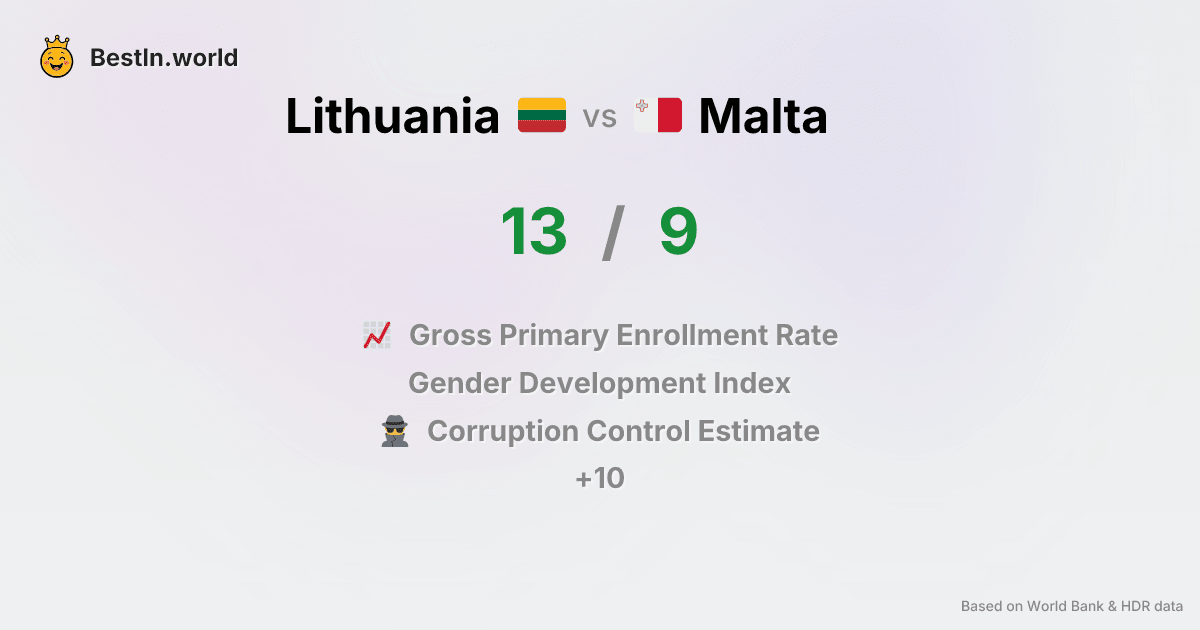 BestIn.world
Lithuania vs Malta
13 / 9
Gross Primary Enrollment Rate
Gender Development Index
Corruption Control Estimate
+10
Based on World Bank & HDR data